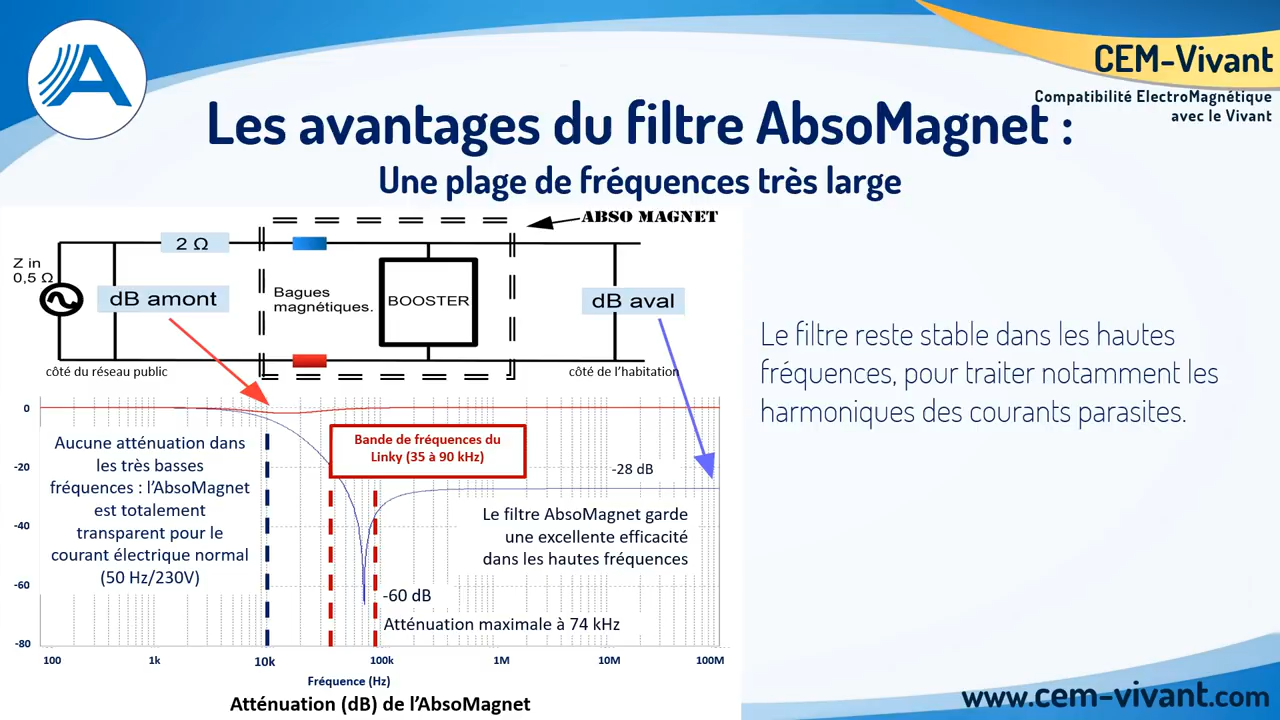 CEM-Vivant
Compatibilité ElectroMagnétique
avec le Vivant
Les avantages du filtre AbsoMagnet :
Une plage de fréquences très large
ABSO MAGNET
2 Ω
Z in
0,5 Ω
dB amont
Bagues
magnétiques.
BOOSTER
dB aval
côté du réseau public
côté de l'habitation
Le filtre reste stable dans les hautes
fréquences, pour traiter notamment les
harmoniques des courants parasites.
0
-20
-40
-60
-80
Aucune atténuation dans
les très basses
fréquences : l'AbsoMagnet
est totalement
transparent pour le
courant électrique normal
(50 Hz/230V)
Bande de fréquences du
Linky (35 à 90 kHz)
-28 dB
Le filtre AbsoMagnet garde
une excellente efficacité
dans les hautes fréquences
-60 dB
Atténuation maximale à 74 kHz
100 1k 10k 100k 1M 10M 100M
Fréquence (Hz)
Atténuation (dB) de l'AbsoMagnet
www.cem-vivant.com